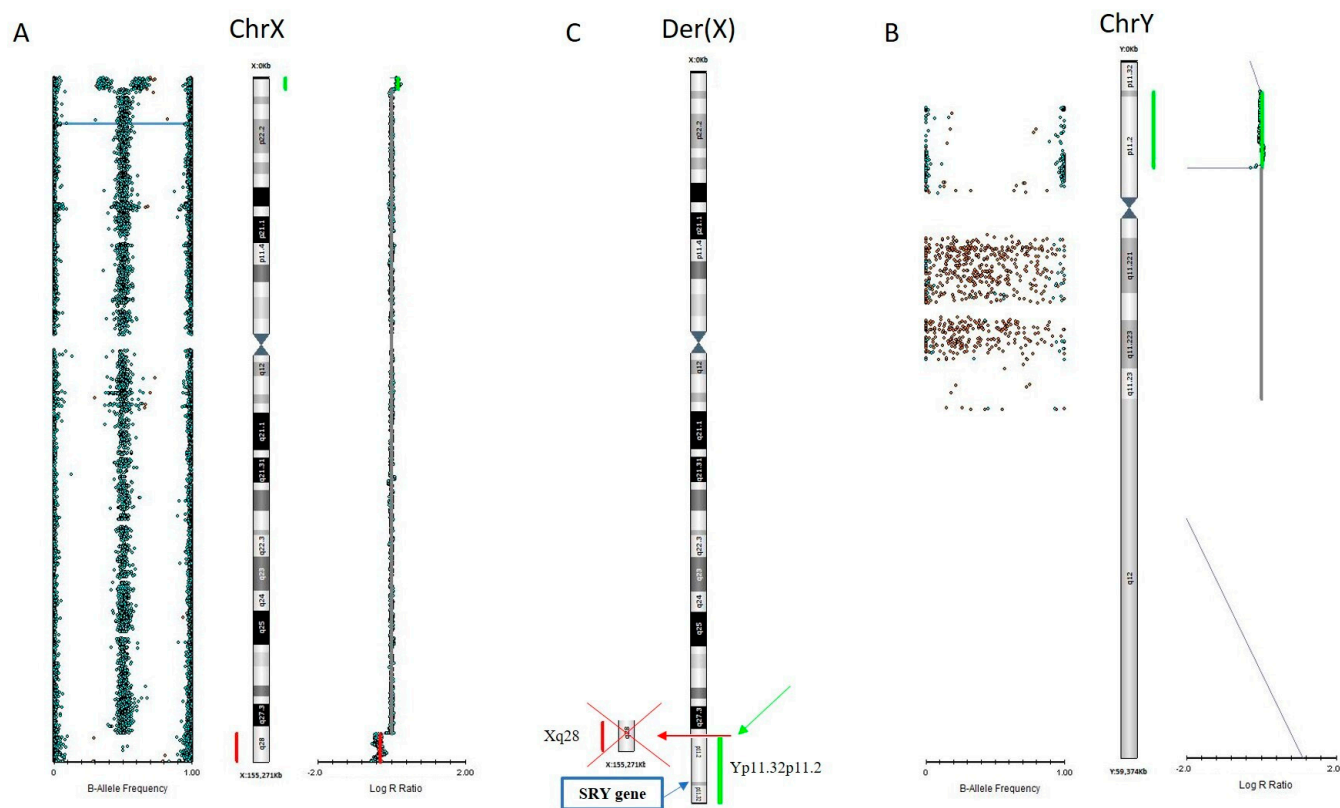 A
ChrX
X:0Kb
p22.2
p21.1
p11.4
q12
q21.1
q21.31
q22.3
q23
q24
q25
q27.3
q28
X:155,271Kb
0
1.00
B-Allele Frequency
-2.0
2.00
Log R Ratio
C
Der(X)
X:0Kb
p22.2
p21.1
p11.4
q12
q21.1
q21.31
q22.3
q23
q24
q25
q27.3
Xq28
q28
X:155,271Kb
p11.2
p11.32
Yp11.32p11.2
SRY gene
B
ChrY
Y:0Kb
p11.32
p11.2
q11.221
q11.223
q11.23
q12
Y:59,374Kb
0
1.00
B-Allele Frequency
-2.0
2.0
Log R Ratio